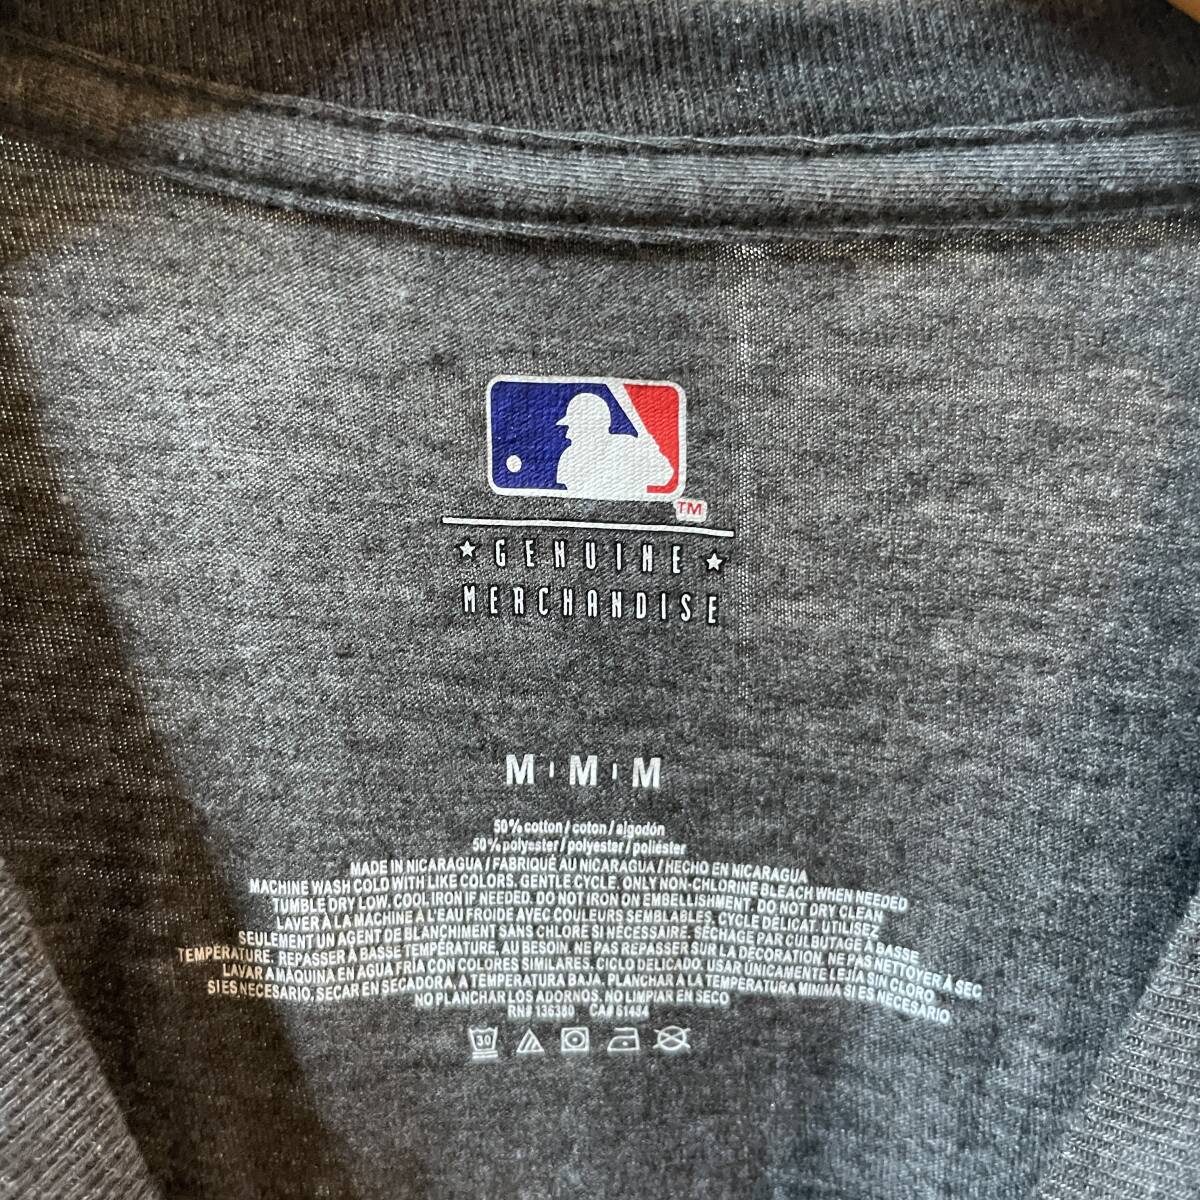 TM
★ GENUINE ★
MERCHANDISE
M | M | M
50% cotton / coton / algodón
50% polyester / polyester / poliéster
MADE IN NICARAGUA / FABRIQUÉ AU NICARAGUA / HECHO EN NICARAGUA
MACHINE WASH COLD WITH LIKE COLORS. GENTLE CYCLE. ONLY NON-CHLORINE BLEACH WHEN NEEDED
TUMBLE DRY LOW. COOL IRON IF NEEDED. DO NOT IRON ON EMBELLISHMENT. DO NOT DRY CLEAN
LAVER À LA MACHINE À L'EAU FROIDE AVEC COULEURS SEMBLABLES. CYCLE DÉLICAT. UTILISEZ
SEULEMENT UN AGENT DE BLANCHIMENT SANS CHLORE SI NÉCESSAIRE. SÉCHAGE PAR CULBUTAGE À BASSE
TEMPÉRATURE. REPASSER À BASSE TEMPÉRATURE, AU BESOIN. NE PAS REPASSER SUR LA DÉCORATION. NE PAS NETTOYER À SEC
LAVAR A MÁQUINA EN AGUA FRÍA CON COLORES SIMILARES. CICLO DELICADO. USAR ÚNICAMENTE LEJÍA SIN CLORO
SI ES NECESARIO, SECAR EN SECADORA, A TEMPERATURA BAJA. PLANCHAR A LA TEMPERATURA MÍNIMA SI ES NECESARIO
NO PLANCHAR LOS ADORNOS. NO LIMPIAR EN SECO
RN# 136380 CA# 51484
30